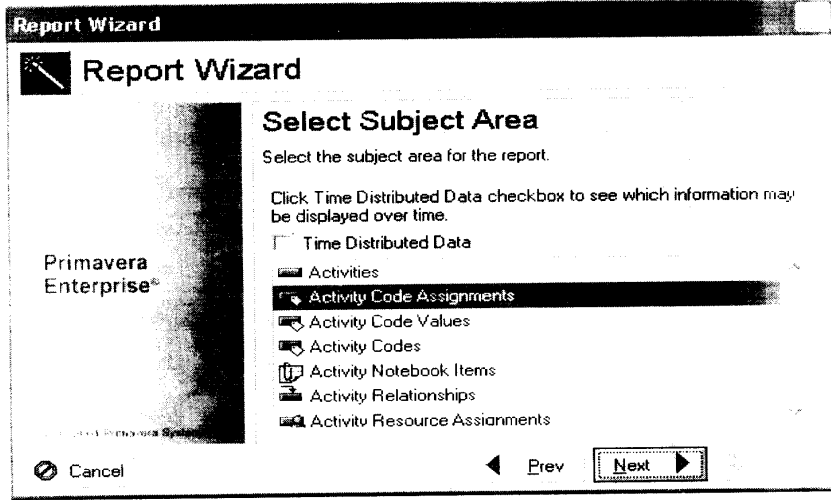 Report Wizard
Report Wizard
Select Subject Area
Select the subject area for the report.
Click Time Distributed Data checkbox to see which information may
be displayed over time.
Time Distributed Data
Primavera
Enterprise®
Activities
Activity Code Assignments
Activity Code Values
Activity Codes
Activity Notebook Items
Activity Relationships
Activity Resource Assignments
Cancel
Prev
Next